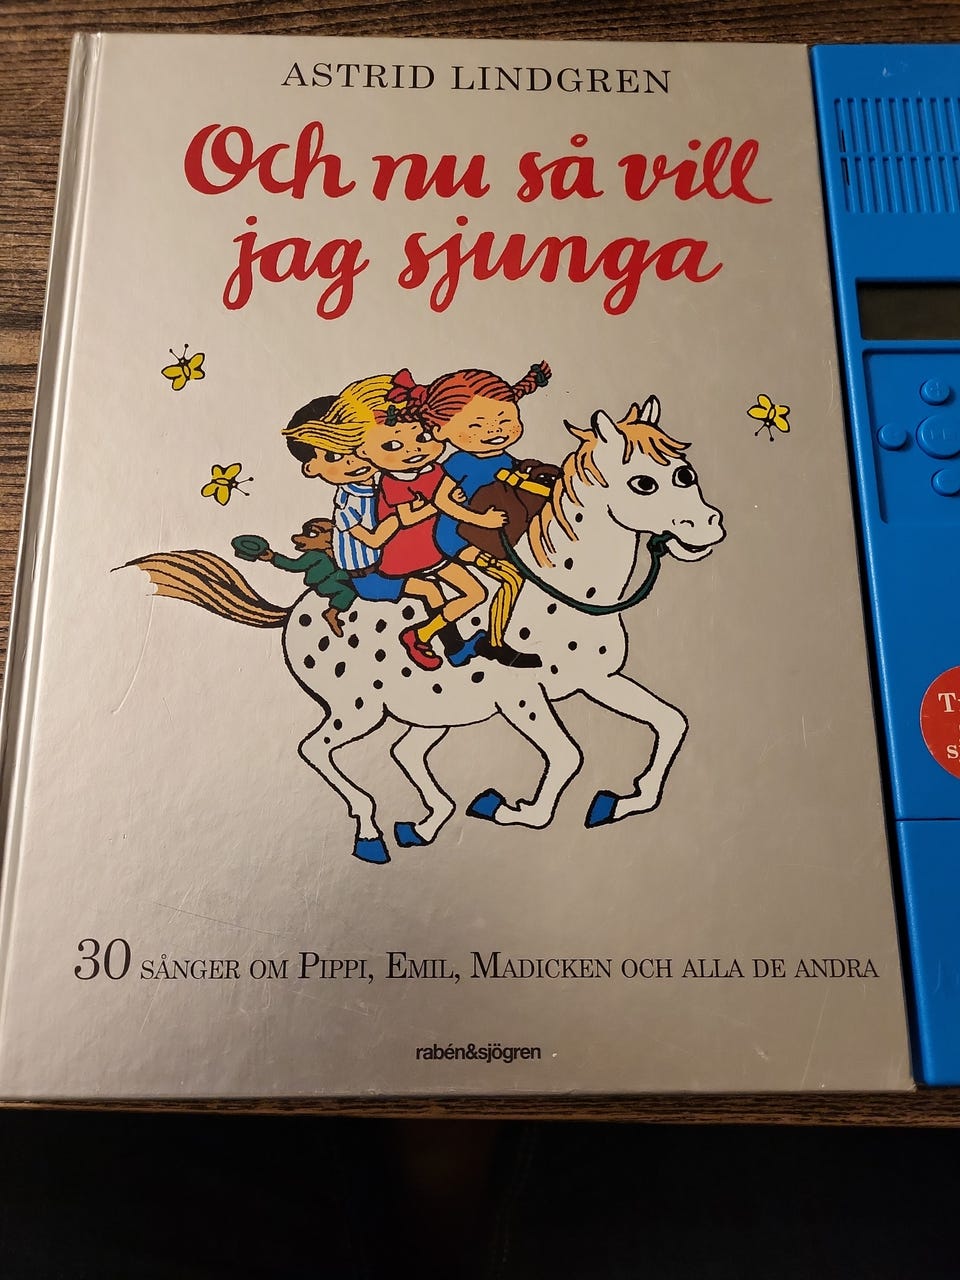 ASTRID LINDGREN
Och nu så vill
jag sjunga
30 SÅNGER OM PIPPI, EMIL, MADICKEN OCH ALLA DE ANDRA
rabén&sjögren